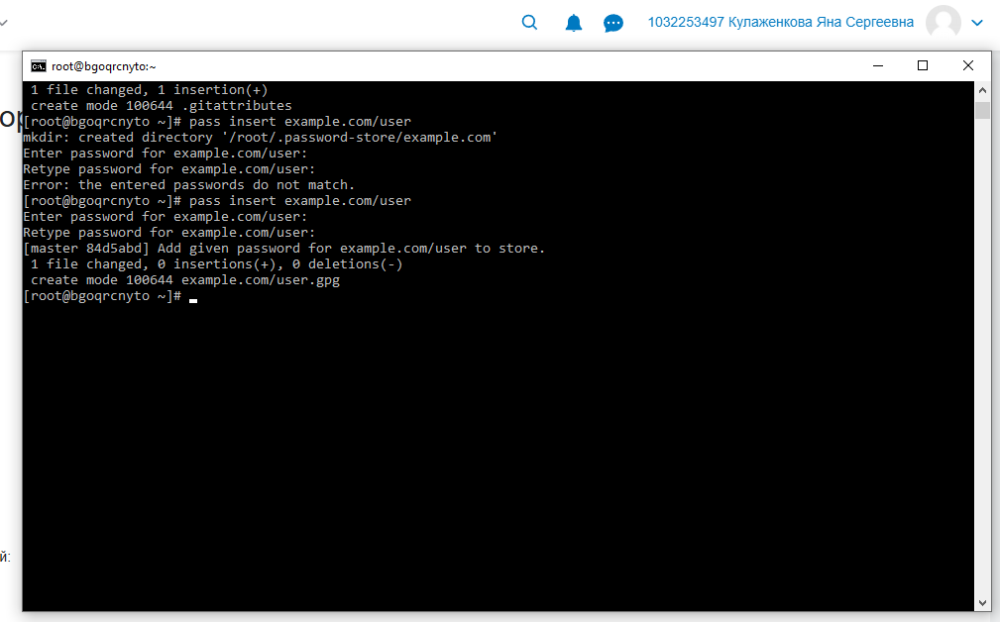 1032253497 Кулаженкова Яна Сергеевна
root@bgoqrcnyto:~
1 file changed, 1 insertion(+)
create mode 100644 .gitattributes
[root@bgoqrcnyto ~]# pass insert example.com/user
mkdir: created directory '/root/.password-store/example.com'
Enter password for example.com/user:
Retype password for example.com/user:
Error: the entered passwords do not match.
[root@bgoqrcnyto ~]# pass insert example.com/user
Enter password for example.com/user:
Retype password for example.com/user:
[master 84d5abd] Add given password for example.com/user to store.
1 file changed, 0 insertions(+), 0 deletions(-)
create mode 100644 example.com/user.gpg
[root@bgoqrcnyto ~]#
й: